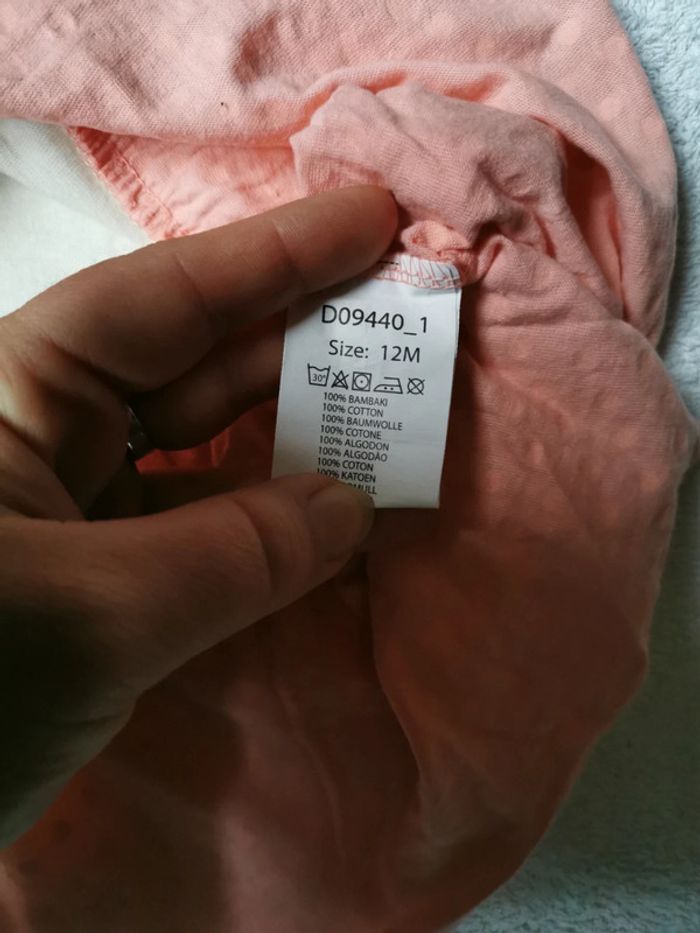 D09440_1
Size: 12M
30°
100% BAMBAKI
100% COTTON
100% BAUMWOLLE
100% COTONE
100% ALGODON
100% ALGODÃO
100% COTON
100% KATOEN